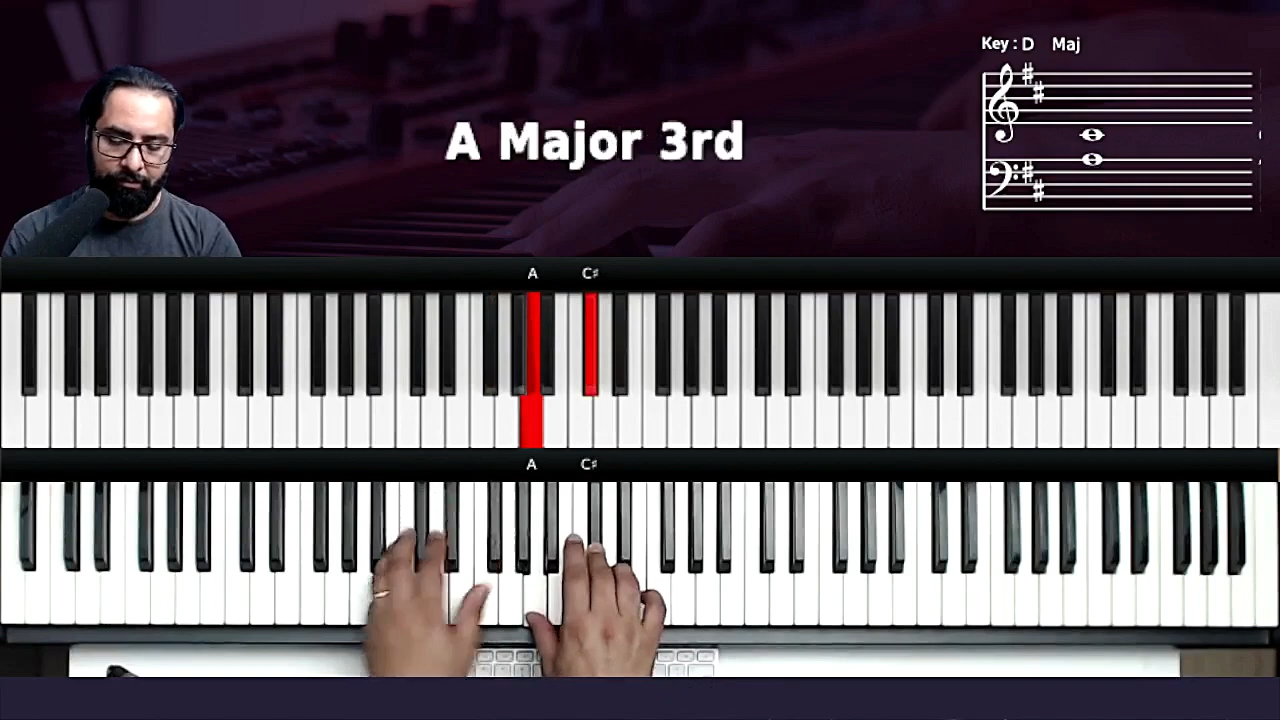 Key : D Maj
A Major 3rd
A C♯
A C♯